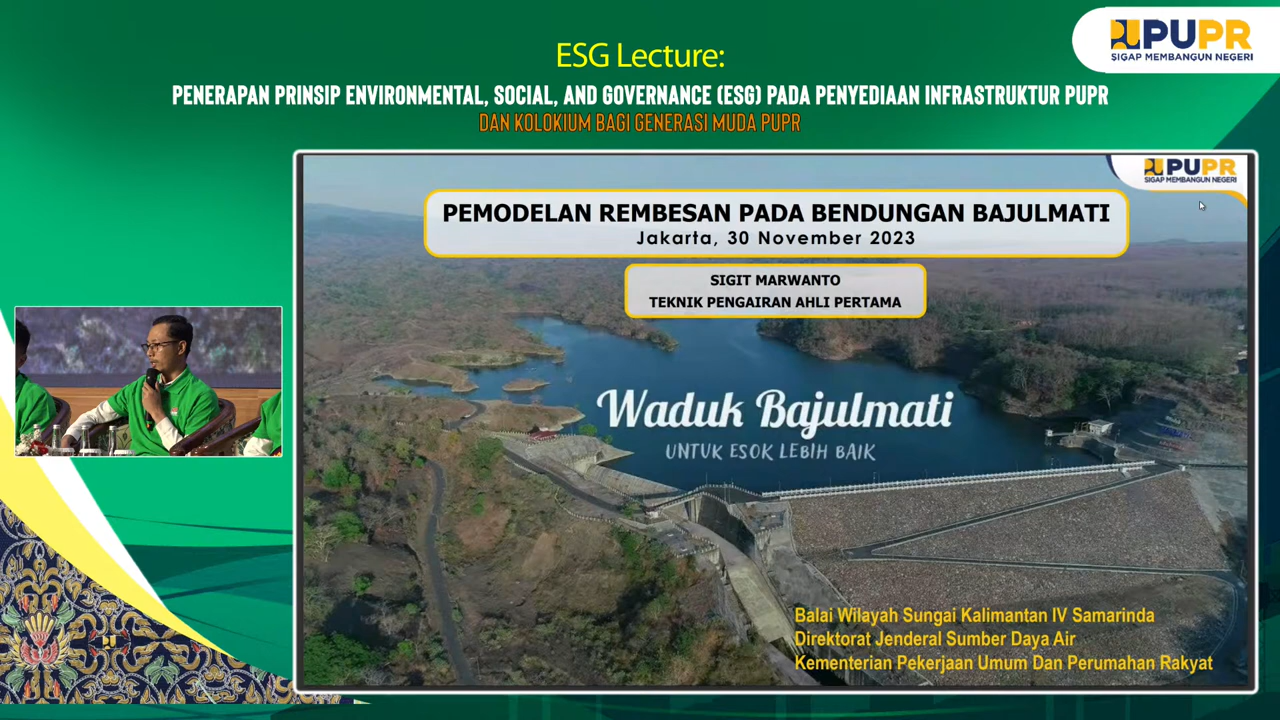 ESG Lecture:
PENERAPAN PRINSIP ENVIRONMENTAL, SOCIAL, AND GOVERNANCE (ESG) PADA PENYEDIAAN INFRASTRUKTUR PUPR
DAN KOLOKIUM BAGI GENERASI MUDA PUPR
PUPR
SIGAP MEMBANGUN NEGERI
PUPR
SIGAP MEMBANGUN NEGERI
PEMODELAN REMBESAN PADA BENDUNGAN BAJULMATI
Jakarta, 30 November 2023
SIGIT MARWANTO
TEKNIK PENGAIRAN AHLI PERTAMA
Waduk Bajulmati
UNTUK ESOK LEBIH BAIK
Balai Wilayah Sungai Kalimantan IV Samarinda
Direktorat Jenderal Sumber Daya Air
Kementerian Pekerjaan Umum Dan Perumahan Rakyat